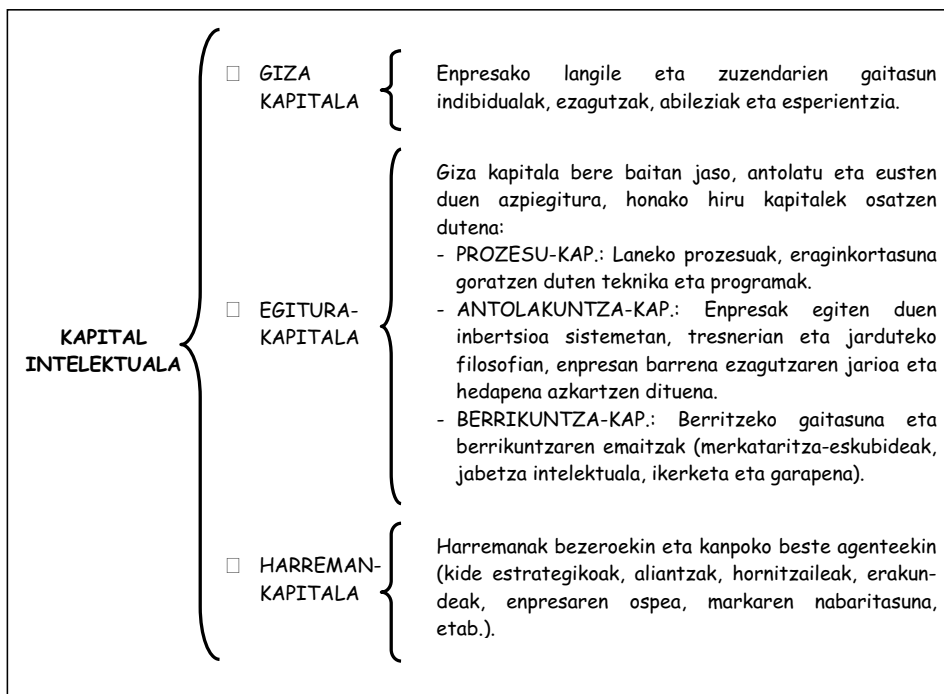 KAPITAL
INTELEKTUALA
GIZA
KAPITALA
Enpresako langile eta zuzendarien gaitasun
indibidualak, ezagutzak, abileziak eta esperientzia.
EGITURA-
KAPITALA
Giza kapitala bere baitan jaso, antolatu eta eusten
duen azpiegitura, honako hiru kapitalek osatzen
dutena:
- PROZESU-KAP.: Laneko prozesuak, eraginkortasuna
goratzen duten teknika eta programak.
- ANTOLAKUNTZA-KAP.: Enpresak egiten duen
inbertsioa sistemetan, tresnerian eta jarduteko
filosofian, enpresan barrena ezagutzaren jarioa eta
hedapena azkartzen dituena.
- BERRIKUNTZA-KAP.: Berritzeko gaitasuna eta
berrikuntzaren emaitzak (merkataritza-eskubideak,
jabetza intelektuala, ikerketa eta garapena).
HARREMAN-
KAPITALA
Harremanak bezeroekin eta kanpoko beste agenteekin
(kide estrategikoak, aliantzak, hornitzaileak, erakun-
deak, enpresaren ospea, markaren nabaritasuna,
etab.).